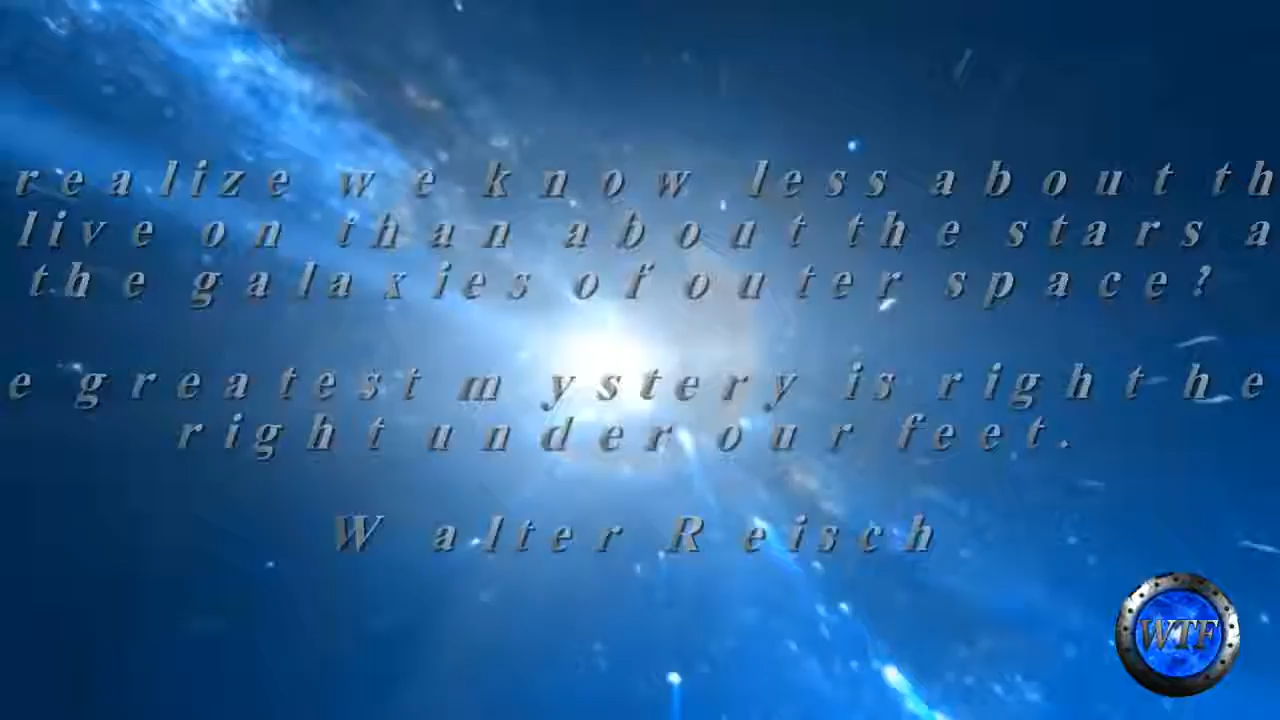 realize we know less about th
live on than about the stars a
the galaxies of outer space?
e greatest mystery is right he
right under our feet.
Walter Reisch
WTF